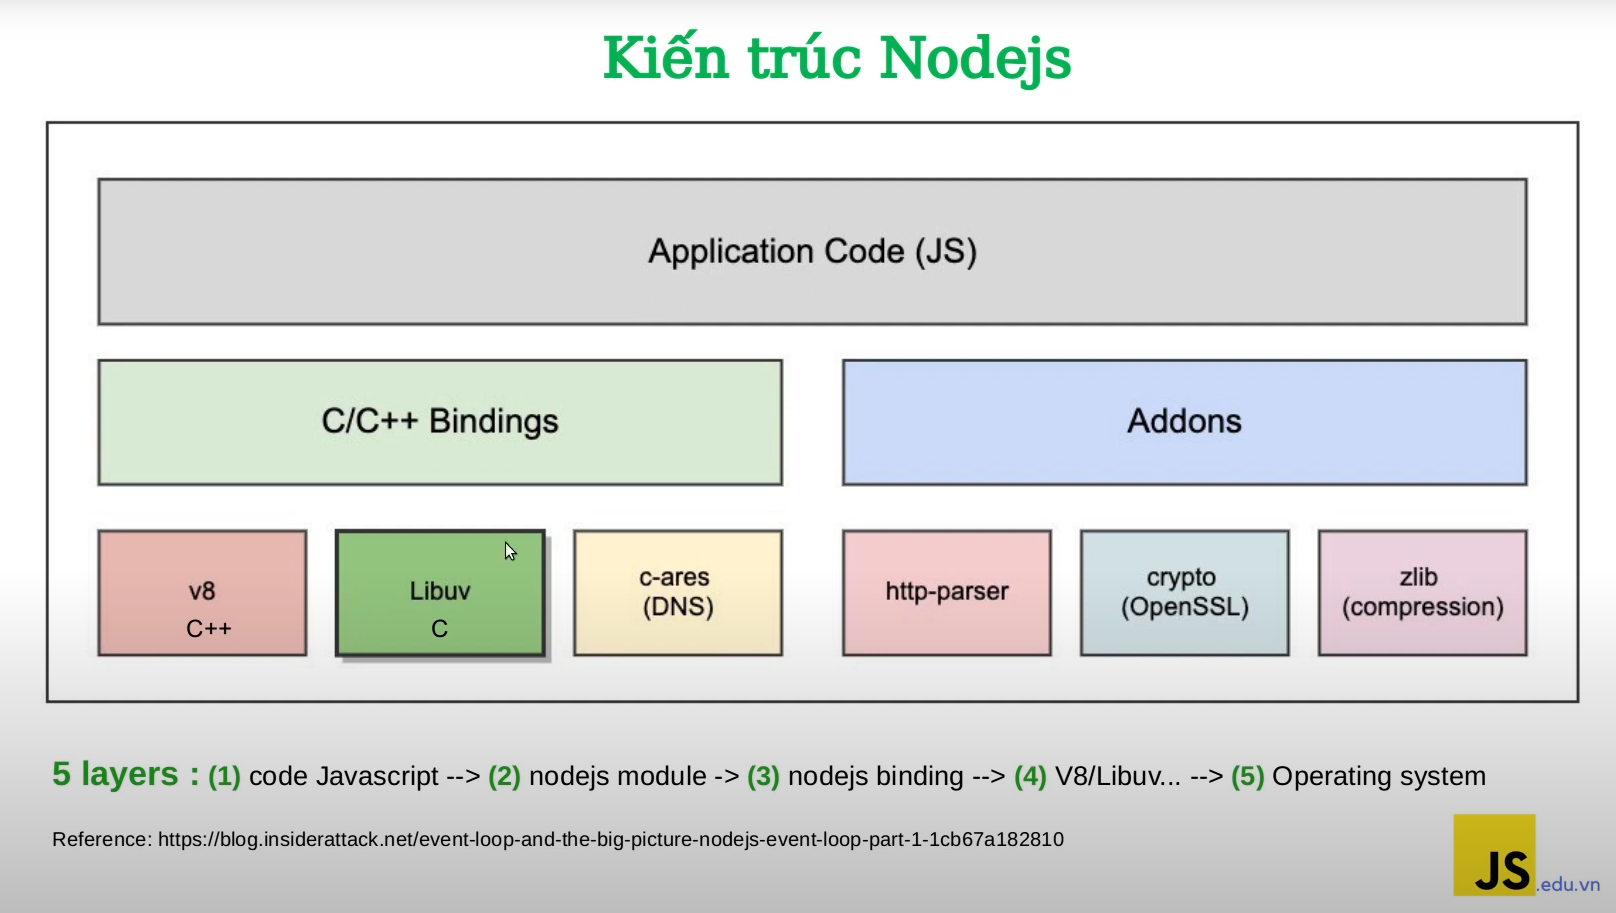 Kiến trúc Nodejs
Application Code (JS)
C/C++ Bindings
Addons
v8
C++
Libuv
C
c-ares
(DNS)
http-parser
crypto
(OpenSSL)
zlib
(compression)
5 layers : (1) code Javascript --> (2) nodejs module -> (3) nodejs binding --> (4) V8/Libuv... --> (5) Operating system
Reference: https://blog.insiderattack.net/event-loop-and-the-big-picture-nodejs-event-loop-part-1-1cb67a182810
JS.edu.vn